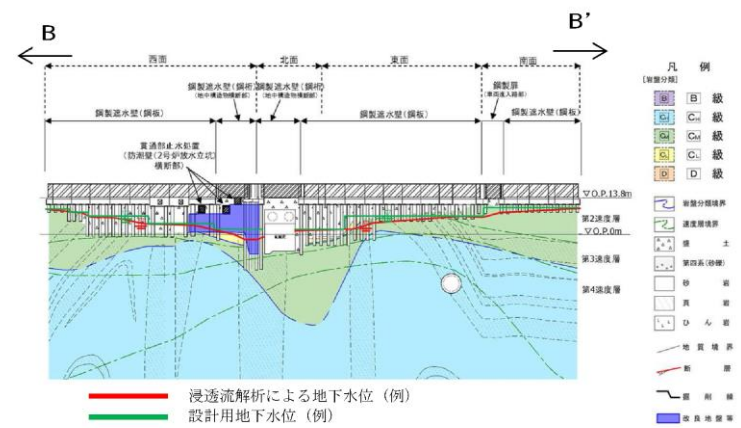 B
B’
西面
北面
東面
南面
鋼製遮水壁(鋼桁)
(地中構造物横断部)
鋼製遮水壁(鋼桁)
(地中構造物横断部)
鋼製扉
(車両進入路部)
鋼製遮水壁(鋼板)
鋼製遮水壁(鋼板)
鋼製遮水壁(鋼板)
貫通部止水処置
(防潮壁(2号炉放水立坑)
横断部)
▽O.P.13.8m
第2速度層
▽O.P.0m
第3速度層
第4速度層
浸透流解析による地下水位（例）
設計用地下水位（例）
凡 例
[岩盤分類]
B B 級
CH CH 級
CM CM 級
CL CL 級
D D 級
岩盤分類境界
速度層境界
盛 土
第四系(砂礫)
砂 岩
頁 岩
ひ ん 岩
地 質 境 界
断 層
掘 削 線
改 良 地 盤 等